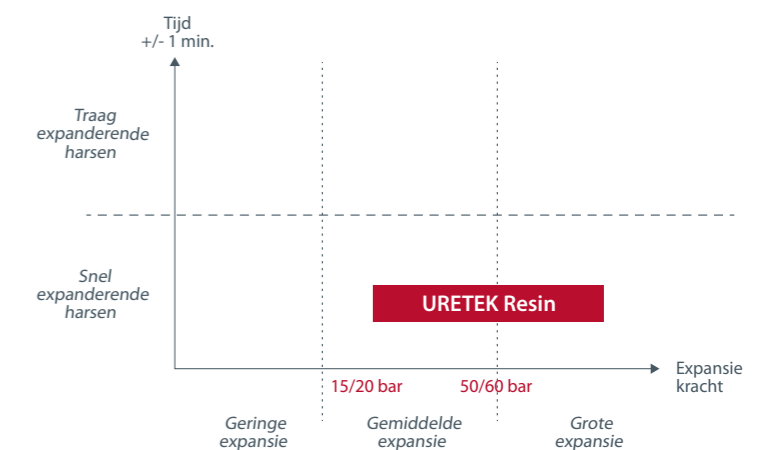 Tijd
+/- 1 min.
Traag
expanderende
harsen
Snel
expanderende
harsen
URETEK Resin
15/20 bar
50/60 bar
Expansie
kracht
Geringe
expansie
Gemiddelde
expansie
Grote
expansie